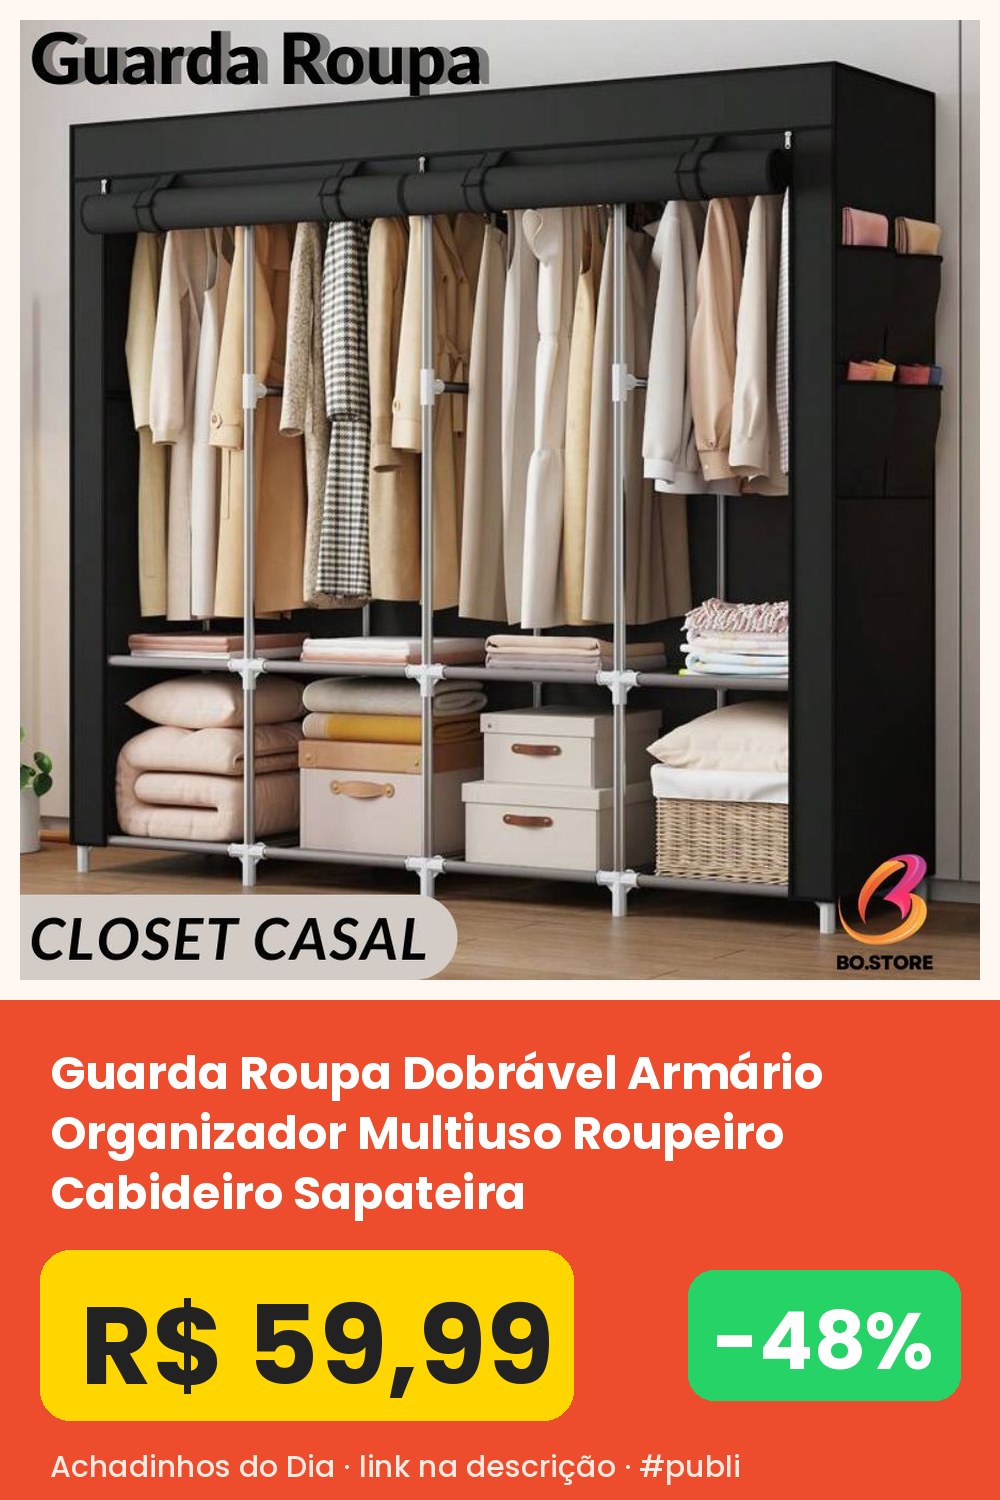 Guarda Roupa
CLOSET CASAL
BO.STORE
Guarda Roupa Dobrável Armário
Organizador Multiuso Roupeiro
Cabideiro Sapateira
R$ 59,99
-48%
Achadinhos do Dia · link na descrição · #publi